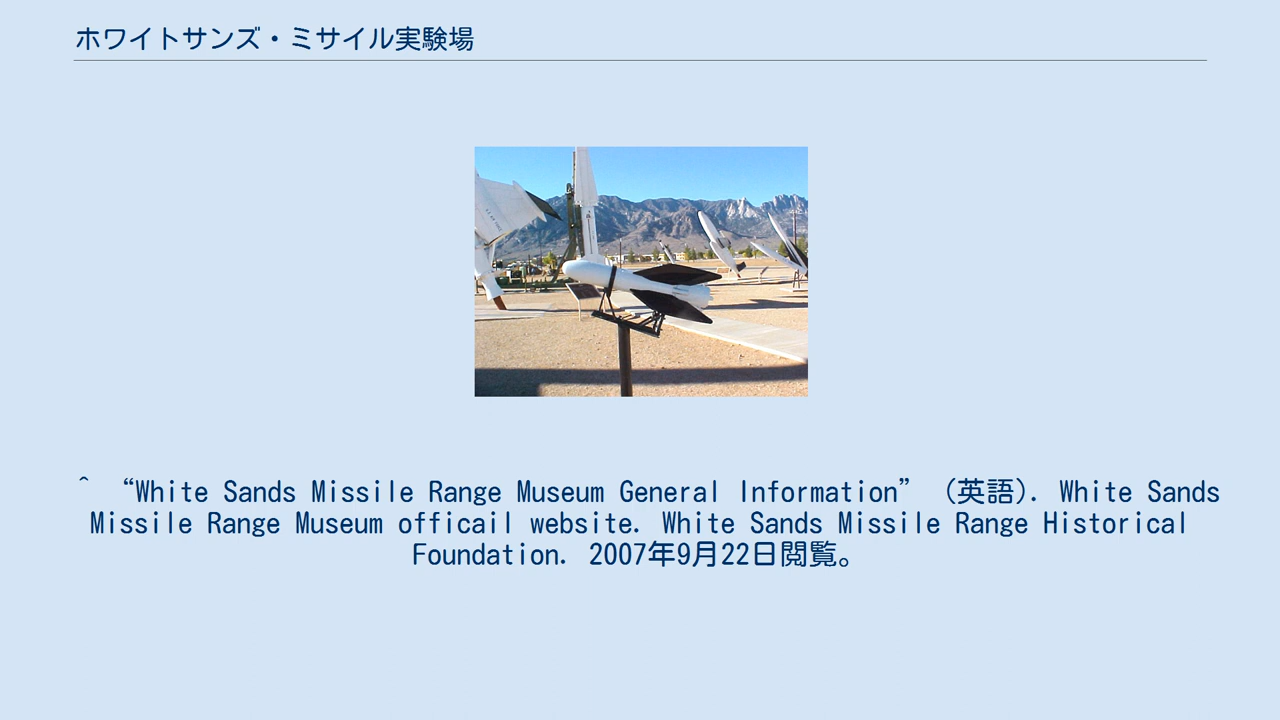 ホワイトサンズ・ミサイル実験場
^ “White Sands Missile Range Museum General Information” (英語). White Sands
Missile Range Museum officail website. White Sands Missile Range Historical
Foundation. 2007年9月22日閲覧。